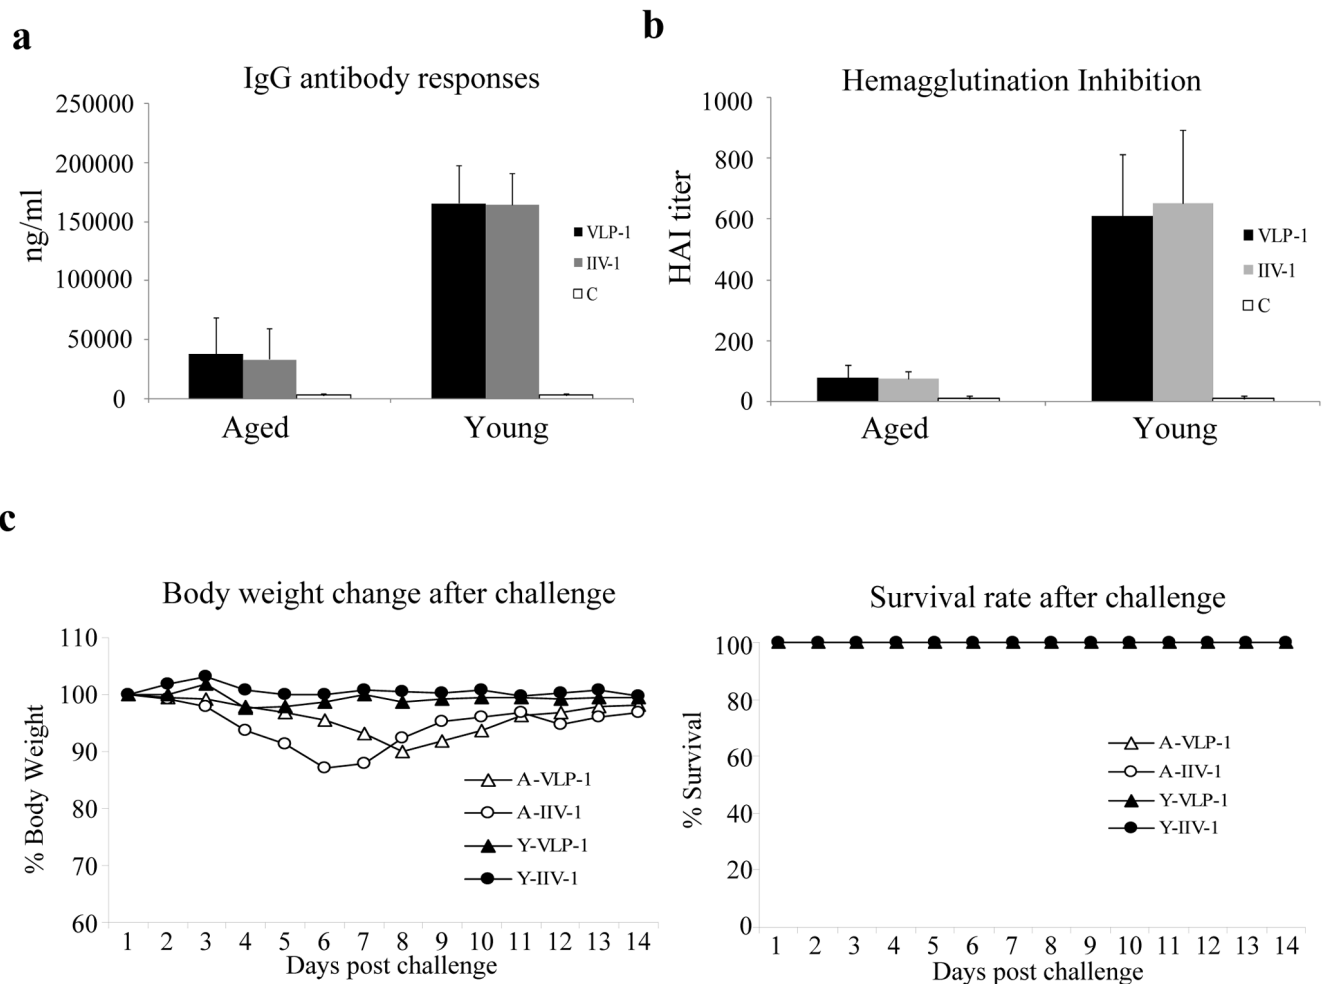 a
IgG antibody responses
250000
200000
150000
100000
50000
0
ng/ml
VLP-1
IIV-1
C
Aged
Young
b
Hemagglutination Inhibition
1000
800
600
400
200
0
HAI titer
VLP-1
IIV-1
C
Aged
Young
c
Body weight change after challenge
110
100
90
80
70
60
% Body Weight
A-VLP-1
A-IIV-1
Y-VLP-1
Y-IIV-1
1 2 3 4 5 6 7 8 9 10 11 12 13 14
Days post challenge
Survival rate after challenge
100
80
60
40
20
0
% Survival
A-VLP-1
A-IIV-1
Y-VLP-1
Y-IIV-1
1 2 3 4 5 6 7 8 9 10 11 12 13 14
Days post challenge